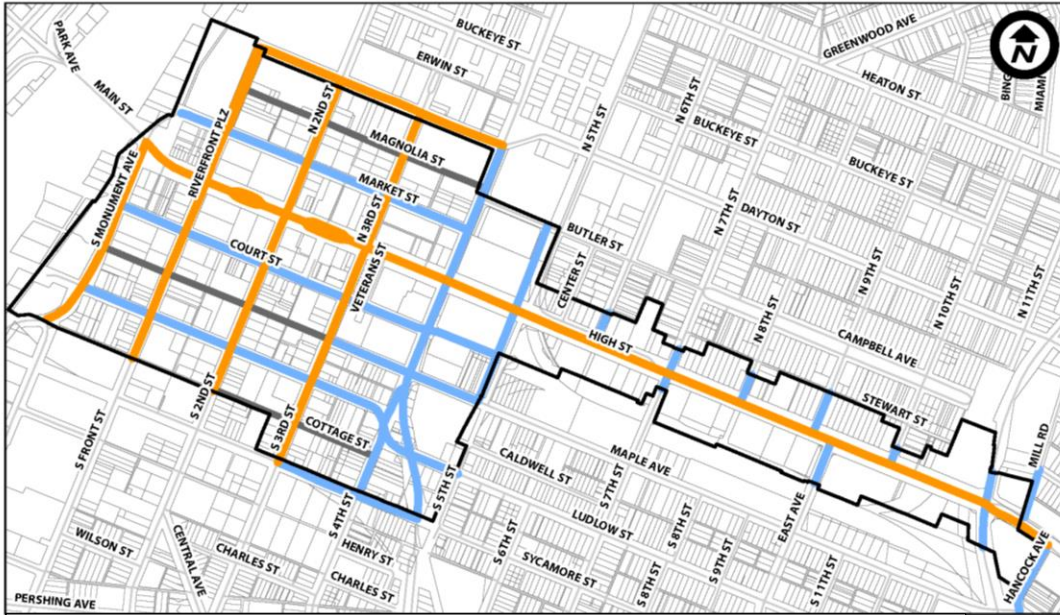 BUCKEYE ST
GREENWOOD AVE
N
PARK AVE
ERWIN ST
HEATON ST
MAIN ST
N 2ND ST
N 5TH ST
N 6TH ST
BUCKEYE ST
RIVERFRONT PLZ
MAGNOLIA ST
BUCKEYE ST
S MONUMENT AVE
MARKET ST
N 3RD ST
N 7TH ST
DAYTON ST
COURT ST
BUTLER ST
CENTER ST
VETERANS ST
N 9TH ST
N 10TH ST
N 11TH ST
N 8TH ST
HIGH ST
CAMPBELL AVE
S FRONT ST
S 2ND ST
S 3RD ST
COTTAGE ST
STEWART ST
MILL RD
CALDWELL ST
MAPLE AVE
S 4TH ST
S 5TH ST
S 7TH ST
EAST AVE
LUDLOW ST
S 8TH ST
WILSON ST
CENTRAL AVE
CHARLES ST
HENRY ST
S 6TH ST
SYCAMORE ST
S 9TH ST
S 8TH ST
S 11TH ST
HANCOCK AVE
CHARLES ST
PERSHING AVE